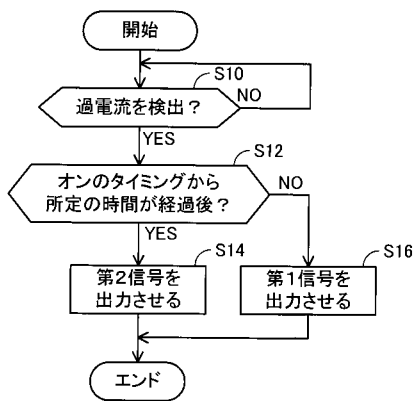 開始
S10
過電流を検出?
NO
YES
S12
オンのタイミングから
所定の時間が経過後?
NO
YES
S14
第2信号を
出力させる
S16
第1信号を
出力させる
エンド